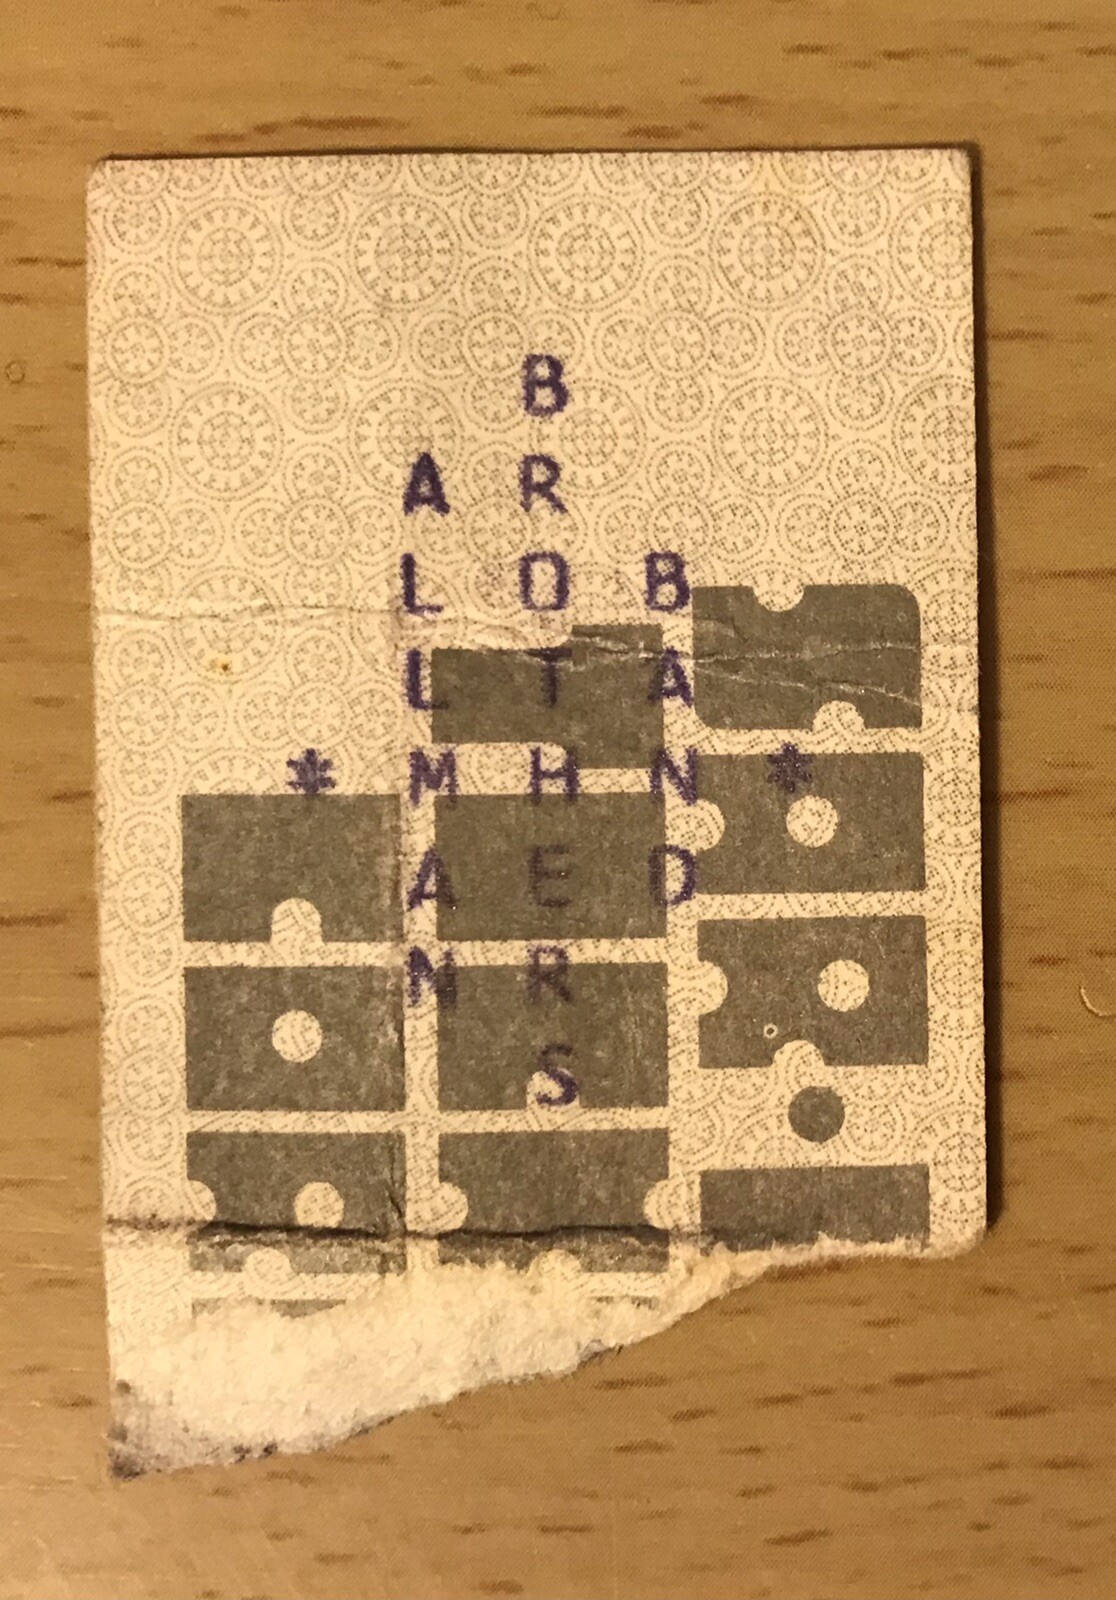 *
ALLMAN
BROTHERS
BAND
*